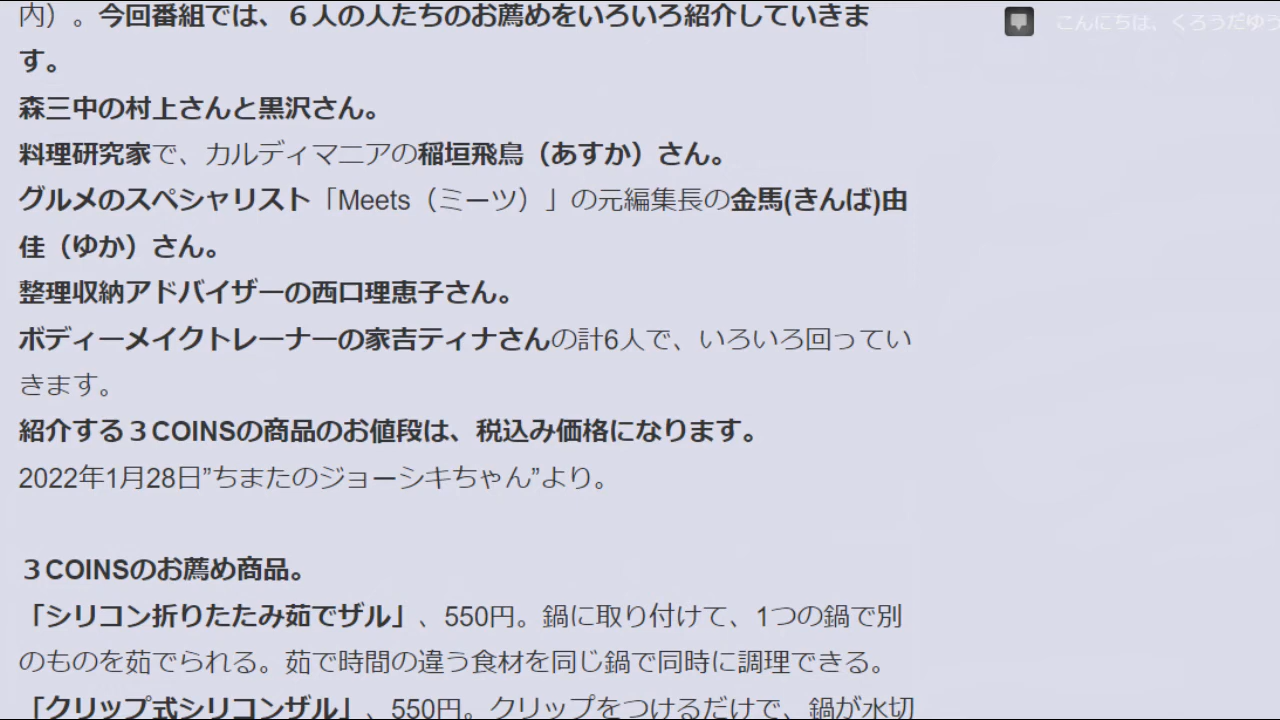 内）。今回番組では、６人の人たちのお薦めをいろいろ紹介していきま
す。
森三中の村上さんと黒沢さん。
料理研究家で、カルディマニアの稲垣飛鳥（あすか）さん。
グルメのスペシャリスト「Meets（ミーツ）」の元編集長の金馬(きんば)由
佳（ゆか）さん。
整理収納アドバイザーの西口理恵子さん。
ボディーメイクトレーナーの家吉ティナさんの計6人で、いろいろ回ってい
きます。
紹介する３COINSの商品のお値段は、税込み価格になります。
2022年1月28日”ちまたのジョーシキちゃん”より。
３COINSのお薦め商品。
「シリコン折りたたみ茹でザル」、550円。鍋に取り付けて、1つの鍋で別
のものを茹でられる。茹で時間の違う食材を同じ鍋で同時に調理できる。
「クリップ式シリコンザル」、550円。クリップをつけるだけで、鍋が水切
こんにちは、くろうだゆう